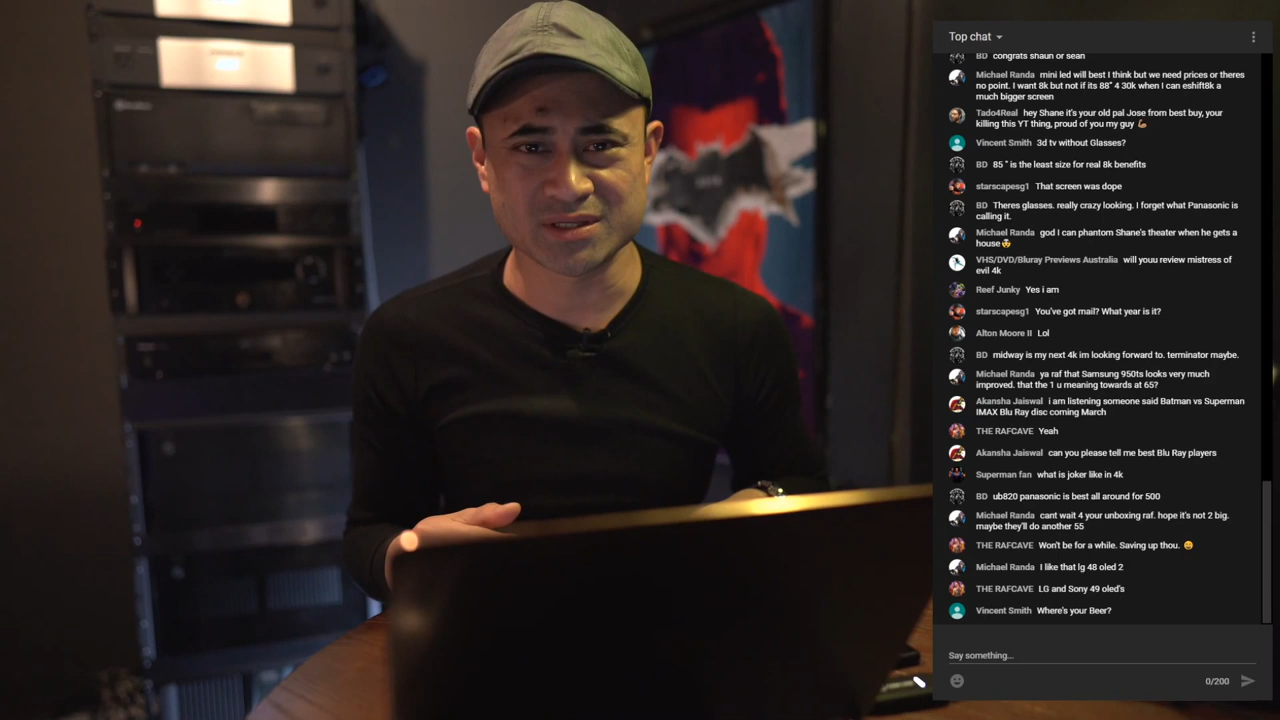 Top chat
BD congrats shaun or sean
Michael Randa mini led will best I think but we need prices or theres
no point. I want 8k but not if its 88" 4 30k when I can eshift8k a
much bigger screen
Tado4Real hey Shane it's your old pal Jose from best buy, your
killing this YT thing, proud of you my guy 💪
Vincent Smith 3d tv without Glasses?
BD 85 " is the least size for real 8k benefits
starscapesg1 That screen was dope
BD Theres glasses. really crazy looking. I forget what Panasonic is
calling it.
Michael Randa god I can phantom Shane's theater when he gets a
house🤯
VHS/DVD/Bluray Previews Australia will youu review mistress of
evil 4k
Reef Junky Yes i am
starscapesg1 You've got mail? What year is it?
Alton Moore II Lol
BD midway is my next 4k im looking forward to. terminator maybe.
Michael Randa ya raf that Samsung 950ts looks very much
improved. that the 1 u meaning towards at 65?
Akansha Jaiswal i am listening someone said Batman vs Superman
IMAX Blu Ray disc coming March
THE RAFCAVE Yeah
Akansha Jaiswal can you please tell me best Blu Ray players
Superman fan what is joker like in 4k
BD ub820 panasonic is best all around for 500
Michael Randa cant wait 4 your unboxing raf. hope it's not 2 big.
maybe they'll do another 55
THE RAFCAVE Won't be for a while. Saving up thou. 😀
Michael Randa I like that lg 48 oled 2
THE RAFCAVE LG and Sony 49 oled's
Vincent Smith Where's your Beer?
Say something...
0/200